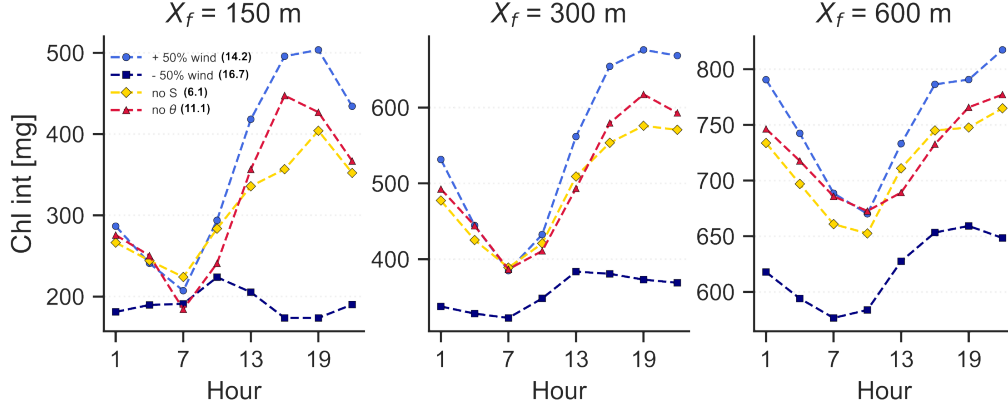 X_f = 150 m
X_f = 300 m
X_f = 600 m
Chl int [mg]
500
400
300
200
+ 50% wind (14.2)
- 50% wind (16.7)
no S (6.1)
no θ (11.1)
1 7 13 19
Hour
600
500
400
1 7 13 19
Hour
800
750
700
650
600
1 7 13 19
Hour